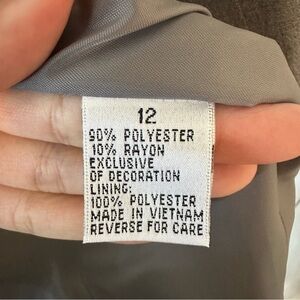 12
90% POLYESTER
10% RAYON
EXCLUSIVE
OF DECORATION
LINING:
100% POLYESTER
MADE IN VIETNAM
REVERSE FOR CARE